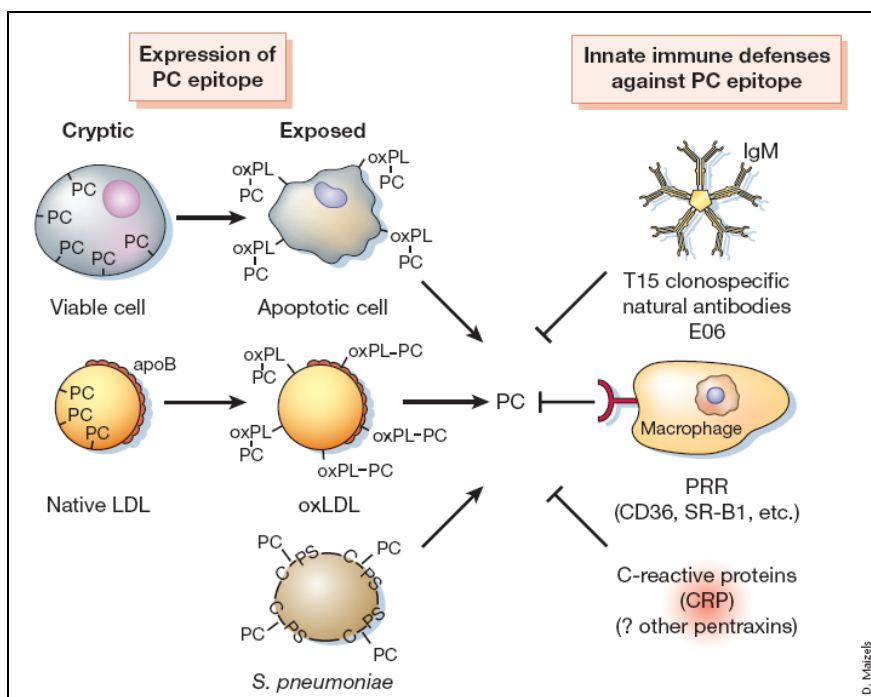 Expression of
PC epitope
Innate immune defenses
against PC epitope
Cryptic
Exposed
PC
PC
PC
PC
PC
Viable cell
oxPL
PC
oxPL
PC
oxPL
PC
oxPL
PC
Apoptotic cell
IgM
T15 clonospecific
natural antibodies
E06
apoB
PC
PC
PC
Native LDL
oxPL
PC
oxPL–PC
oxPL
PC
oxPL–PC
oxPL–PC
oxLDL
PC
Macrophage
PRR
(CD36, SR-B1, etc.)
PC
C PS
C PS
PC
C PS
C PS
PC
PC
S. pneumoniae
C-reactive proteins
(CRP)
(? other pentraxins)
D. Maizels